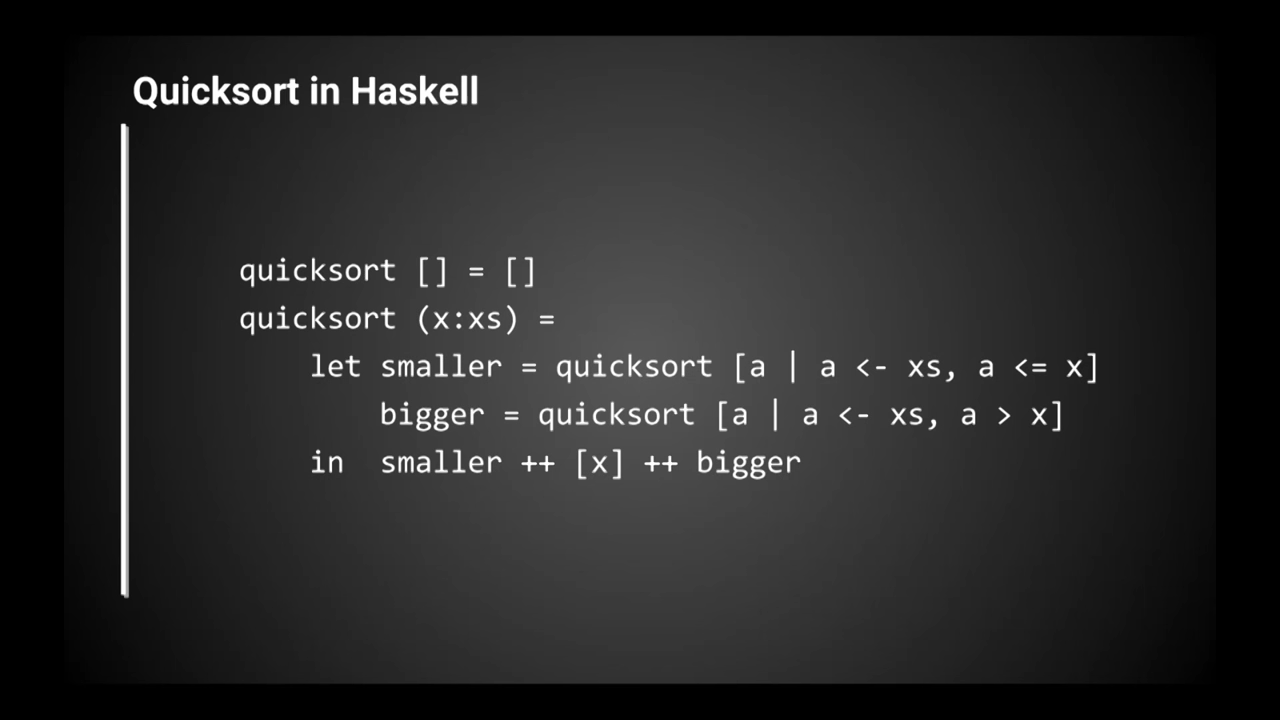 Quicksort in Haskell
quicksort [] = []
quicksort (x:xs) =
    let smaller = quicksort [a | a <- xs, a <= x]
        bigger = quicksort [a | a <- xs, a > x]
    in  smaller ++ [x] ++ bigger